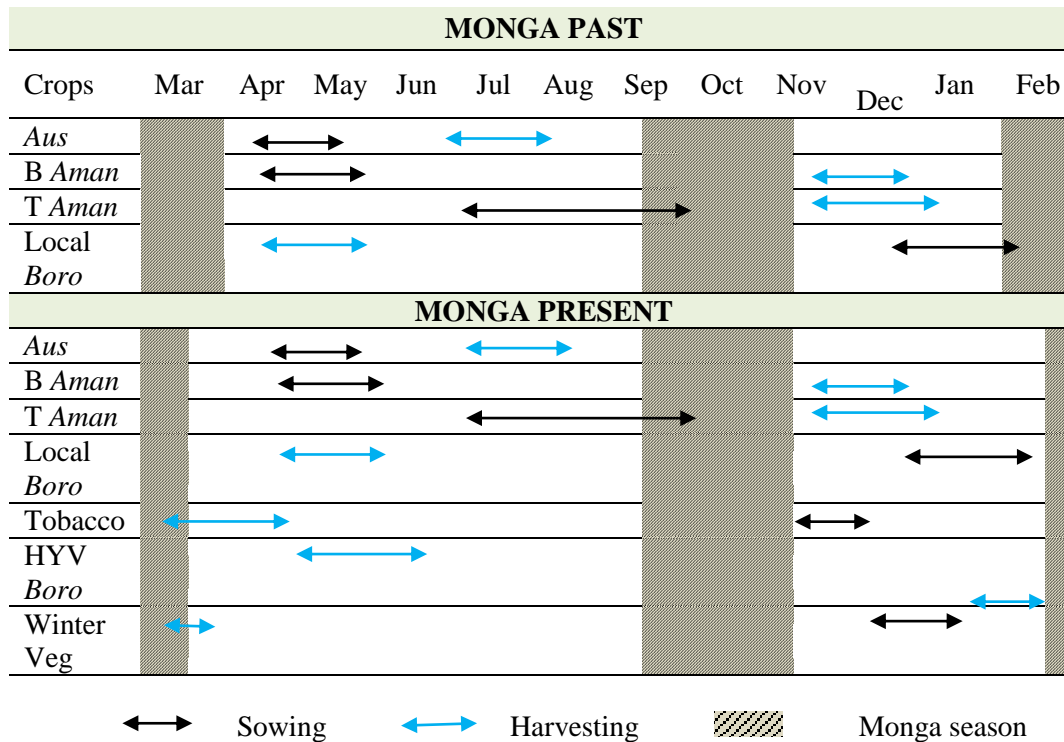 MONGA PAST
Crops Mar Apr May Jun Jul Aug Sep Oct Nov Dec Jan Feb
Aus
B Aman
T Aman
Local
Boro
MONGA PRESENT
Aus
B Aman
T Aman
Local
Boro
Tobacco
HYV
Boro
Winter
Veg
Sowing Harvesting Monga season